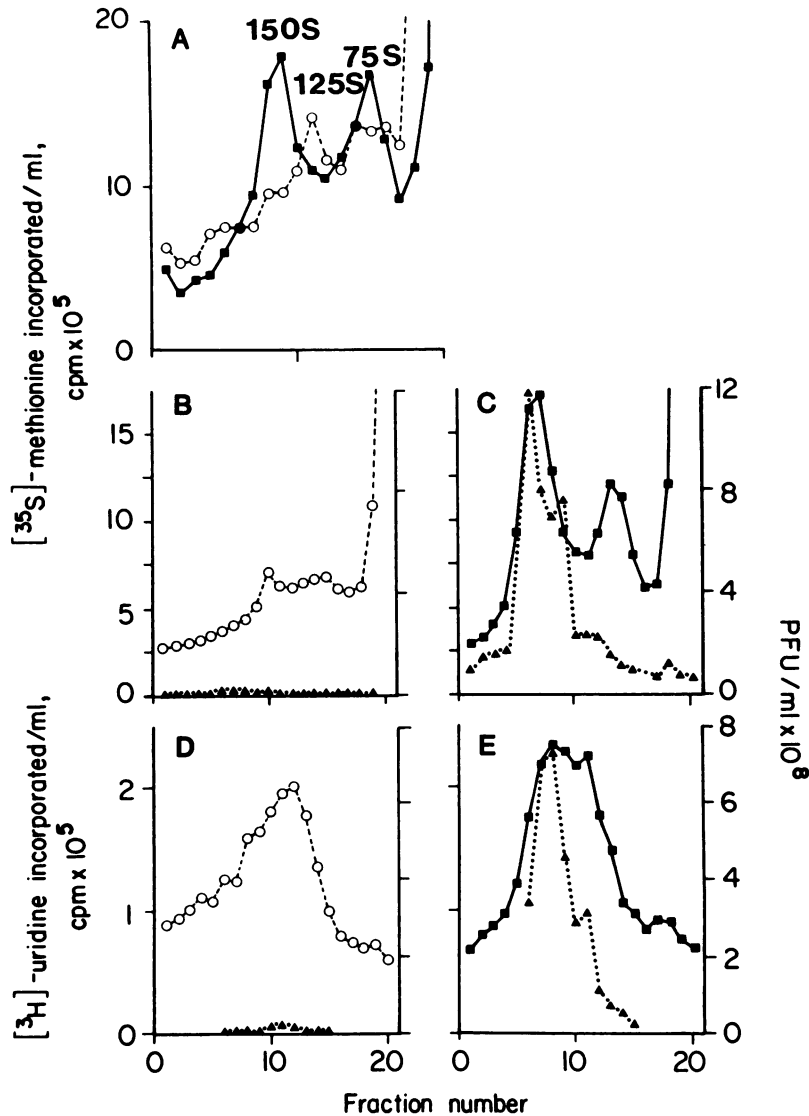 20
A
150S
75S
125S
10
0
[35S]-methionine incorporated/ml,
cpm x 10^5
B
15
10
5
0
C
12
8
4
0
PFU/ml x 10^8
D
2
1
0
[3H]-uridine incorporated/ml,
cpm x 10^5
E
8
6
4
2
0
0 10 20
0 10 20
Fraction number